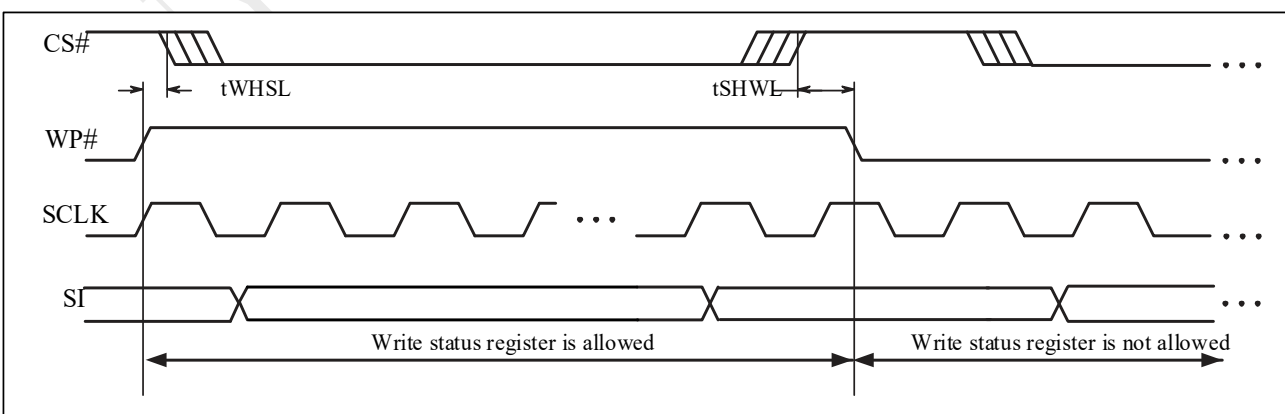 CS#
tWHSL
tSHWL
WP#
SCLK
SI
Write status register is allowed
Write status register is not allowed